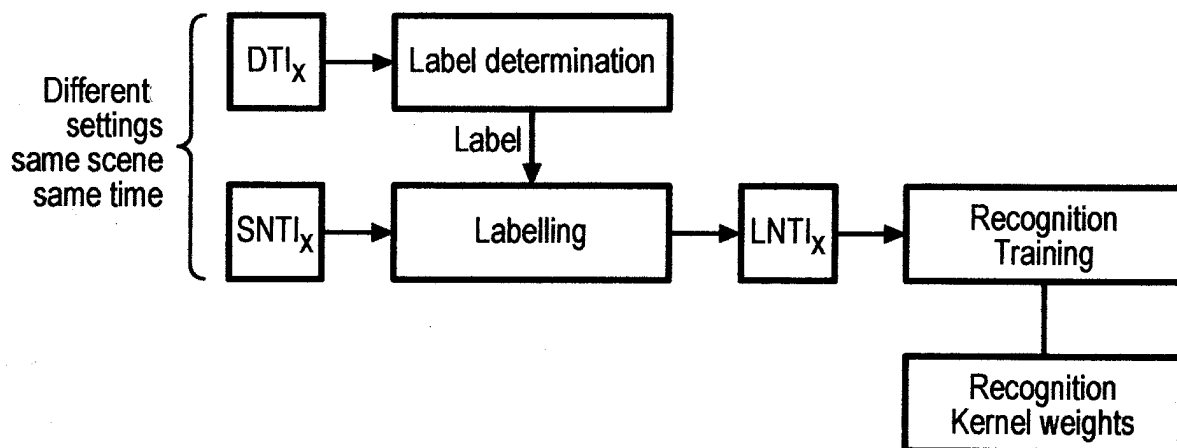 DTIₓ
Label determination
Different
settings
same scene
same time
Label
SNTIₓ
Labelling
LNTIₓ
Recognition
Training
Recognition
Kernel weights